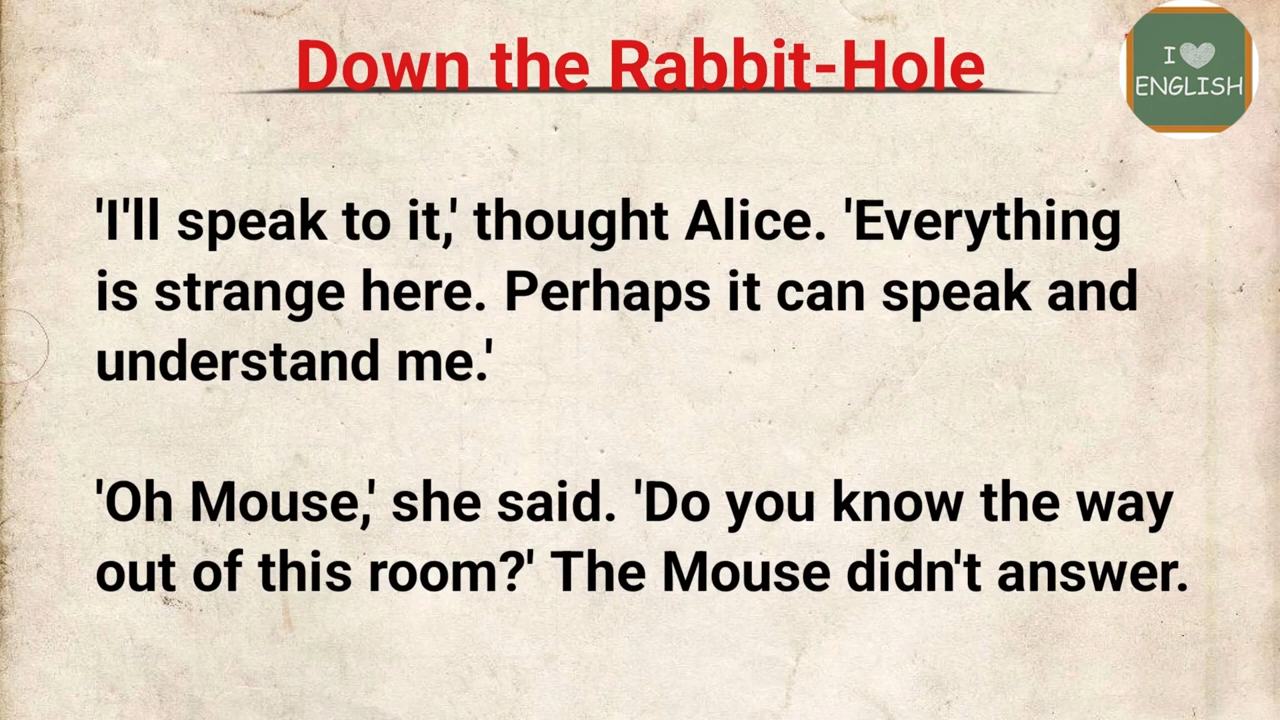 Down the Rabbit-Hole
I
ENGLISH
'I'll speak to it,' thought Alice. 'Everything
is strange here. Perhaps it can speak and
understand me.'
'Oh Mouse,' she said. 'Do you know the way
out of this room?' The Mouse didn't answer.